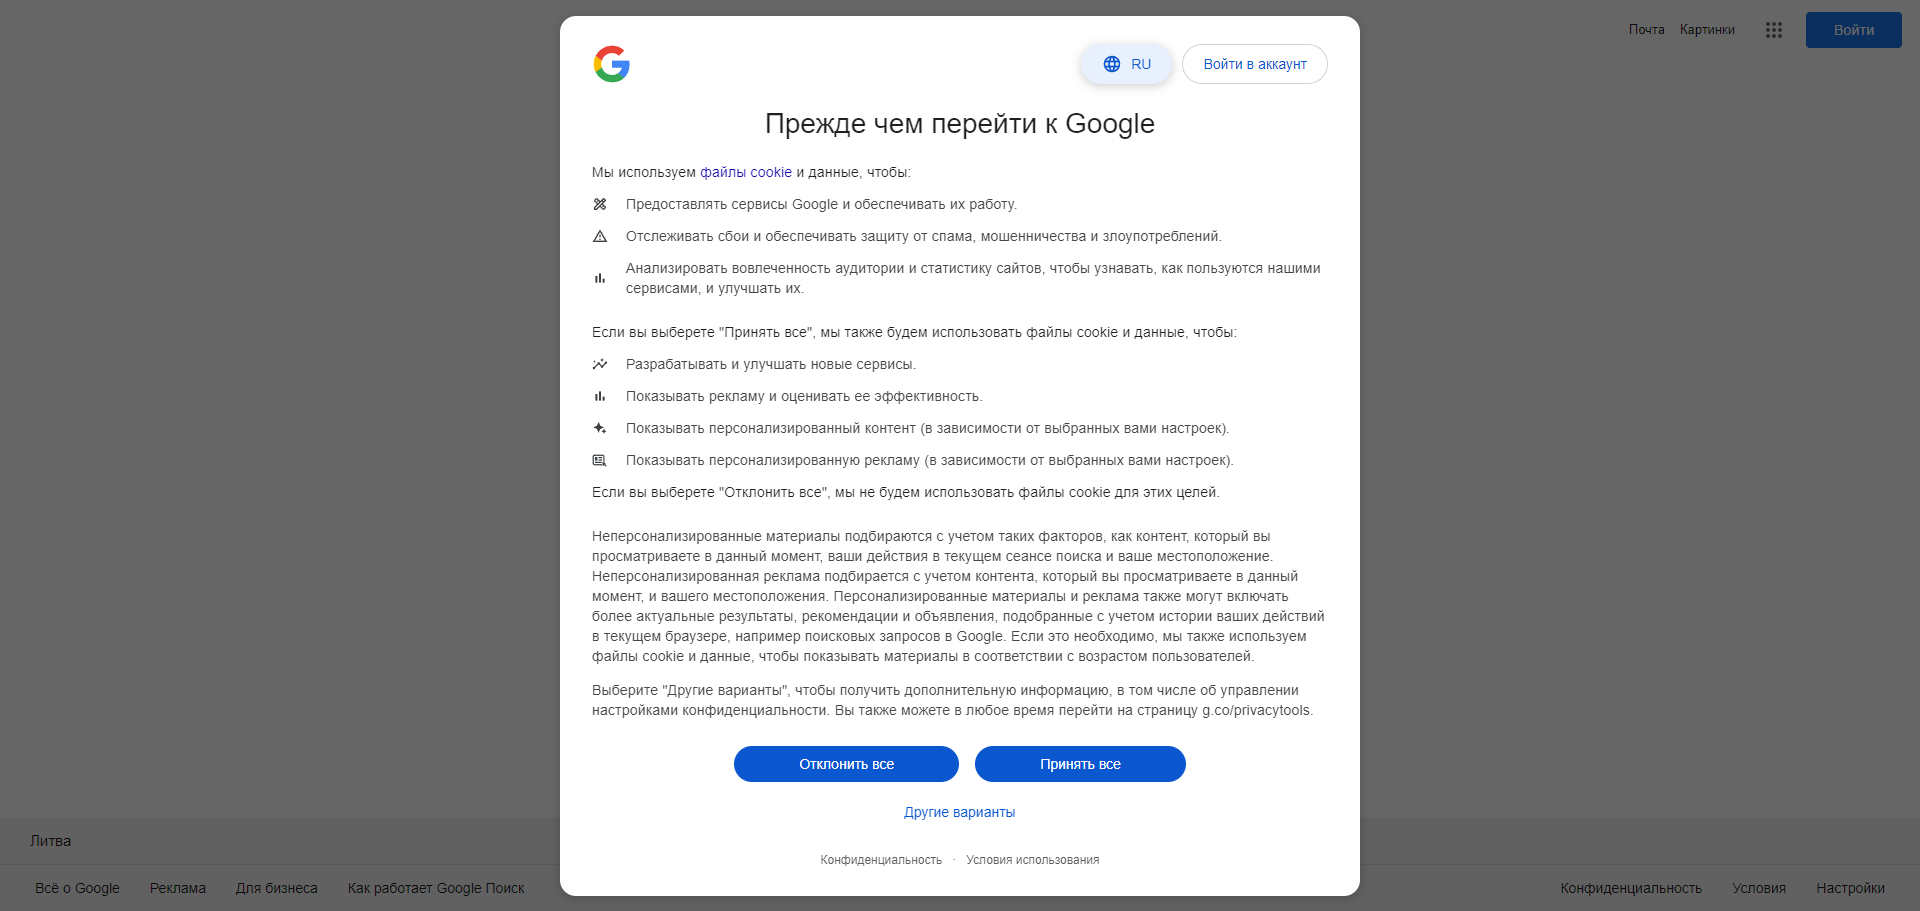 Почта Картинки Войти
RU Войти в аккаунт
Прежде чем перейти к Google
Мы используем файлы cookie и данные, чтобы:
Предоставлять сервисы Google и обеспечивать их работу.
Отслеживать сбои и обеспечивать защиту от спама, мошенничества и злоупотреблений.
Анализировать вовлеченность аудитории и статистику сайтов, чтобы узнавать, как пользуются нашими
сервисами, и улучшать их.
Если вы выберете "Принять все", мы также будем использовать файлы cookie и данные, чтобы:
Разрабатывать и улучшать новые сервисы.
Показывать рекламу и оценивать ее эффективность.
Показывать персонализированный контент (в зависимости от выбранных вами настроек).
Показывать персонализированную рекламу (в зависимости от выбранных вами настроек).
Если вы выберете "Отклонить все", мы не будем использовать файлы cookie для этих целей.
Неперсонализированные материалы подбираются с учетом таких факторов, как контент, который вы
просматриваете в данный момент, ваши действия в текущем сеансе поиска и ваше местоположение.
Неперсонализированная реклама подбирается с учетом контента, который вы просматриваете в данный
момент, и вашего местоположения. Персонализированные материалы и реклама также могут включать
более актуальные результаты, рекомендации и объявления, подобранные с учетом истории ваших действий
в текущем браузере, например поисковых запросов в Google. Если это необходимо, мы также используем
файлы cookie и данные, чтобы показывать материалы в соответствии с возрастом пользователей.
Выберите "Другие варианты", чтобы получить дополнительную информацию, в том числе об управлении
настройками конфиденциальности. Вы также можете в любое время перейти на страницу g.co/privacytools.
Отклонить все Принять все
Другие варианты
Конфиденциальность · Условия использования
Литва
Всё о Google Реклама Для бизнеса Как работает Google Поиск Конфиденциальность Условия Настройки